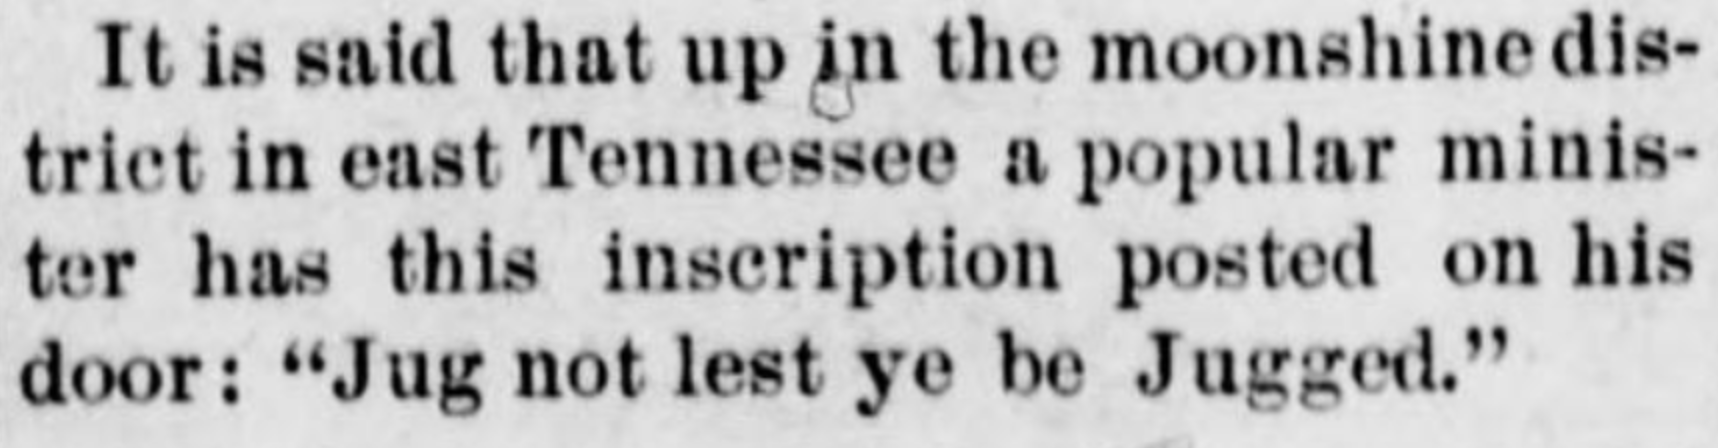 It is said that up in the moonshine dis-
trict in east Tennessee a popular minis-
ter has this inscription posted on his
door: “Jug not lest ye be Jugged.”